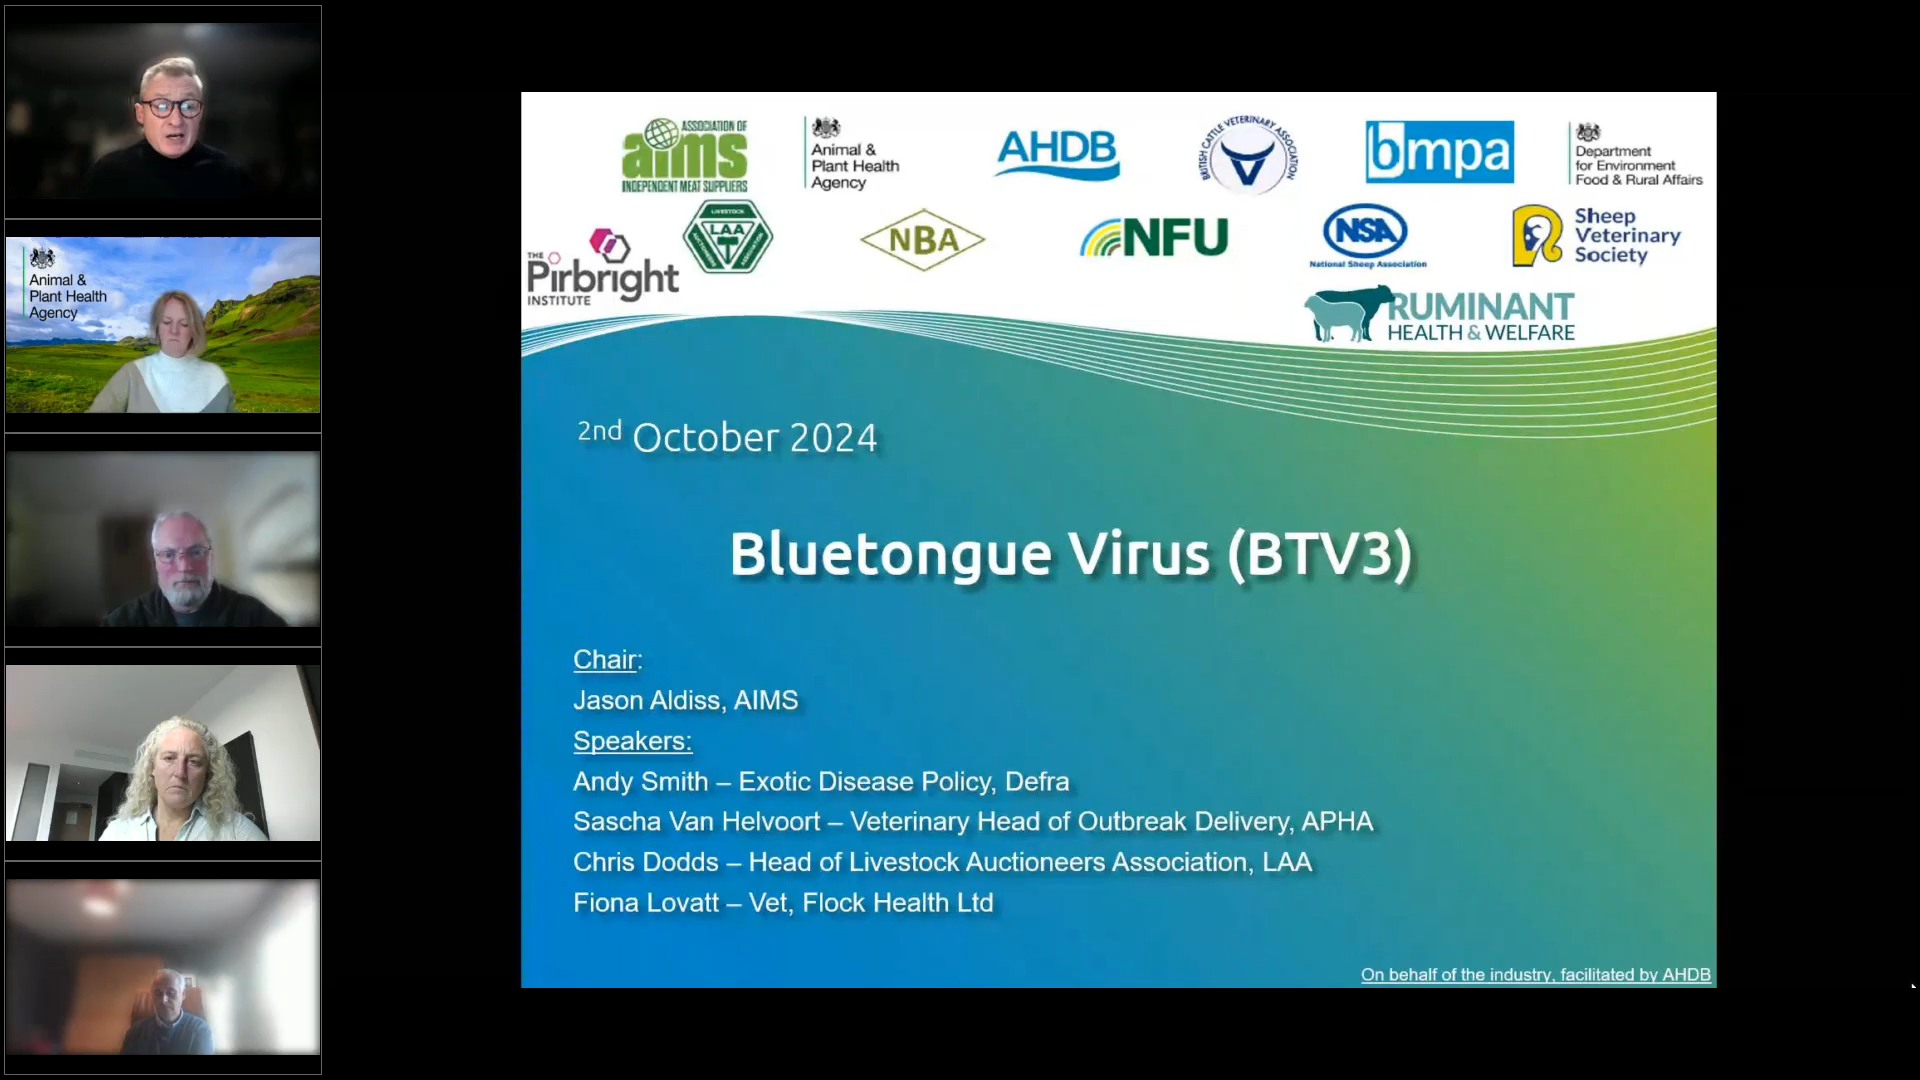 Animal &
Plant Health
Agency
ASSOCIATION OF
aims
INDEPENDENT MEAT SUPPLIERS
Animal &
Plant Health
Agency
AHDB
BRITISH CATTLE VETERINARY ASSOCIATION
bmpa
Department
for Environment
Food & Rural Affairs
THE
Pirbright
INSTITUTE
LIVESTOCK
LAA
AUCTIONEERS
ASSOCIATION
NBA
NFU
NSA
National Sheep Association
Sheep
Veterinary
Society
RUMINANT
HEALTH & WELFARE
2nd October 2024
Bluetongue Virus (BTV3)
Chair:
Jason Aldiss, AIMS
Speakers:
Andy Smith – Exotic Disease Policy, Defra
Sascha Van Helvoort – Veterinary Head of Outbreak Delivery, APHA
Chris Dodds – Head of Livestock Auctioneers Association, LAA
Fiona Lovatt – Vet, Flock Health Ltd
On behalf of the industry, facilitated by AHDB